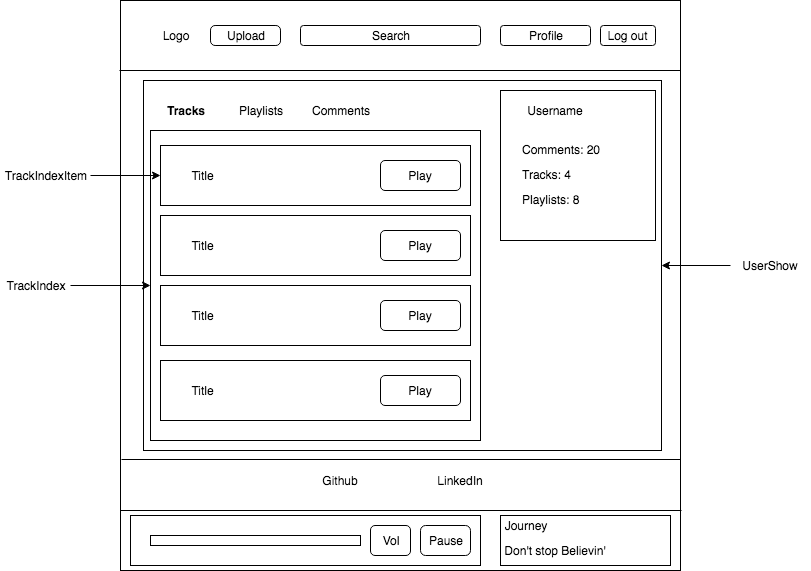 Logo
Upload
Search
Profile
Log out
Tracks
Playlists
Comments
Username
Comments: 20
Tracks: 4
Playlists: 8
TrackIndexItem
Title
Play
Title
Play
UserShow
TrackIndex
Title
Play
Title
Play
Github
LinkedIn
Vol
Pause
Journey
Don't stop Believin'